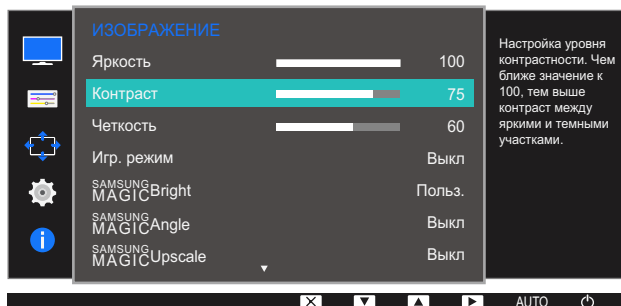 ИЗОБРАЖЕНИЕ
Яркость 100
Контраст 75
Четкость 60
Игр. режим Выкл
SAMSUNG MAGIC Bright Польз.
SAMSUNG MAGIC Angle Выкл
SAMSUNG MAGIC Upscale Выкл
Настройка уровня
контрастности. Чем
ближе значение к
100, тем выше
контраст между
яркими и темными
участками.
AUTO